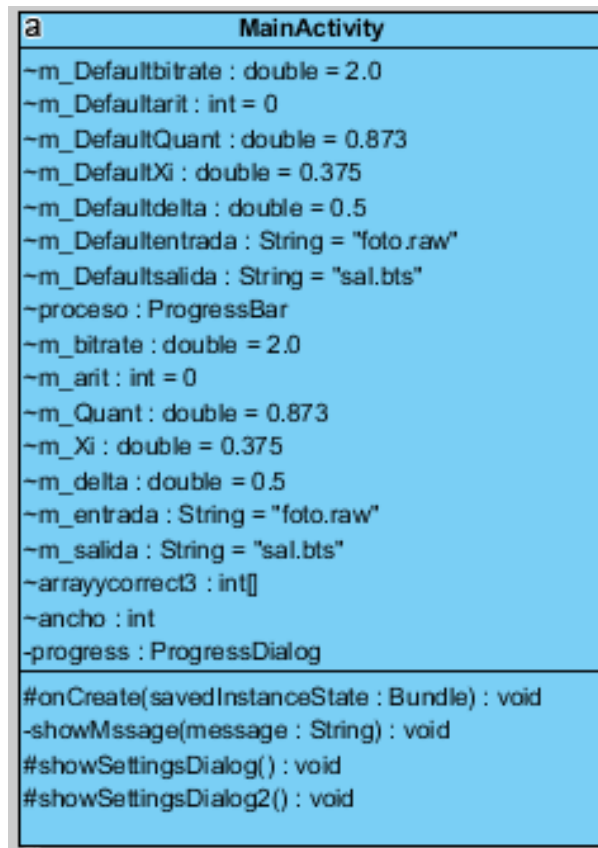 a
MainActivity
~m_Defaultbitrate : double = 2.0
~m_Defaultarit : int = 0
~m_DefaultQuant : double = 0.873
~m_DefaultXi : double = 0.375
~m_Defaultdelta : double = 0.5
~m_Defaultentrada : String = "foto.raw"
~m_Defaultsalida : String = "sal.bts"
~proceso : ProgressBar
~m_bitrate : double = 2.0
~m_arit : int = 0
~m_Quant : double = 0.873
~m_Xi : double = 0.375
~m_delta : double = 0.5
~m_entrada : String = "foto.raw"
~m_salida : String = "sal.bts"
~arrayycorrect3 : int[]
~ancho : int
-progress : ProgressDialog
#onCreate(savedInstanceState : Bundle) : void
-showMssage(message : String) : void
#showSettingsDialog() : void
#showSettingsDialog2() : void